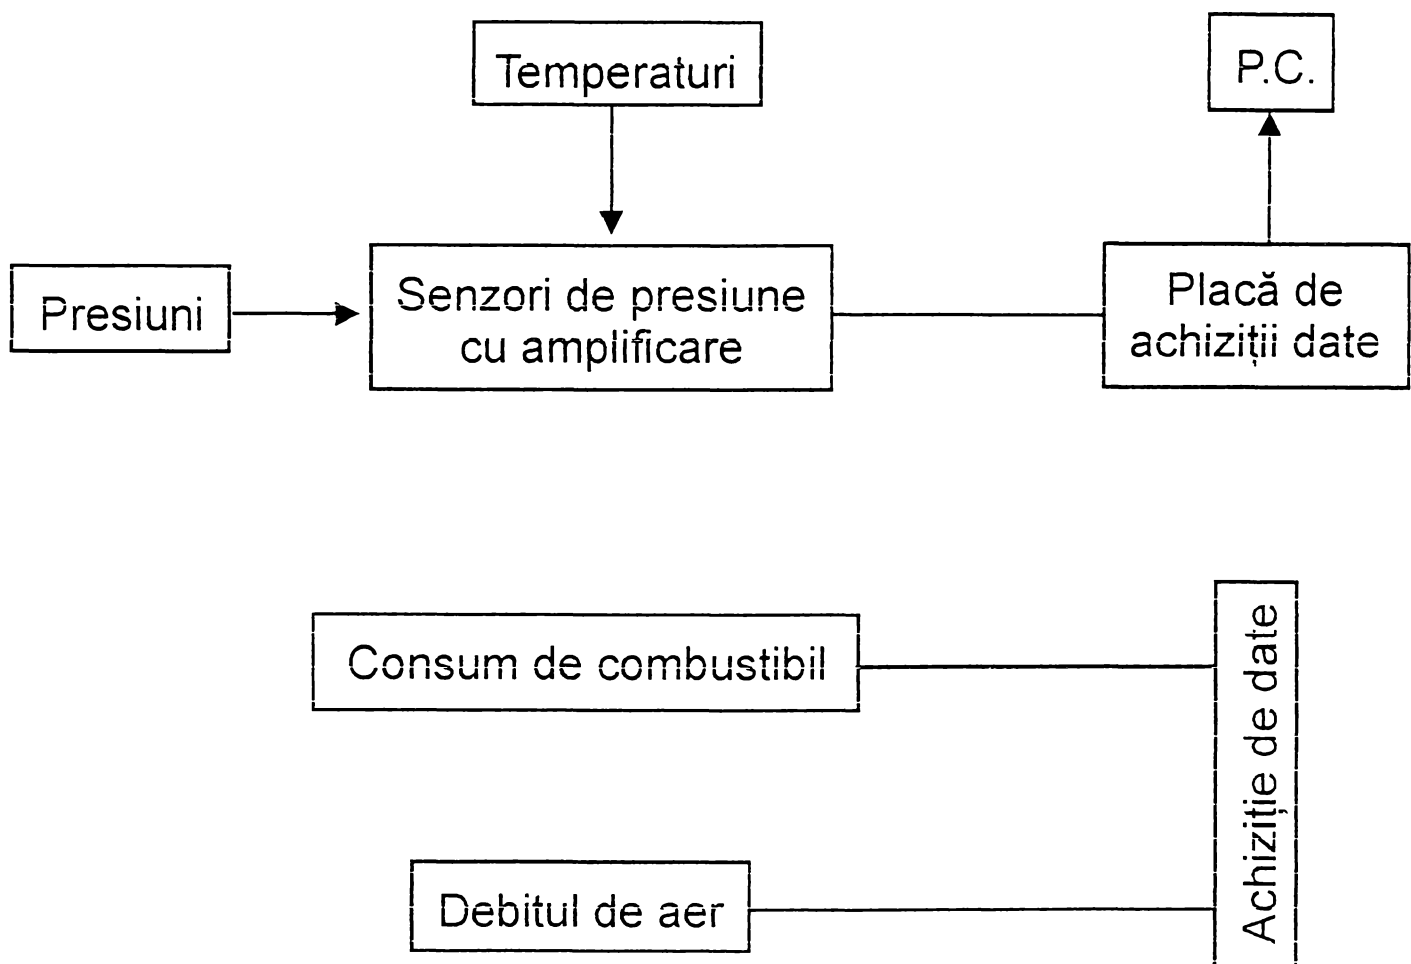 Temperaturi
P.C.
Presiuni
Senzori de presiune
cu amplificare
Placă de
achiziții date
Consum de combustibil
Achiziție de date
Debitul de aer